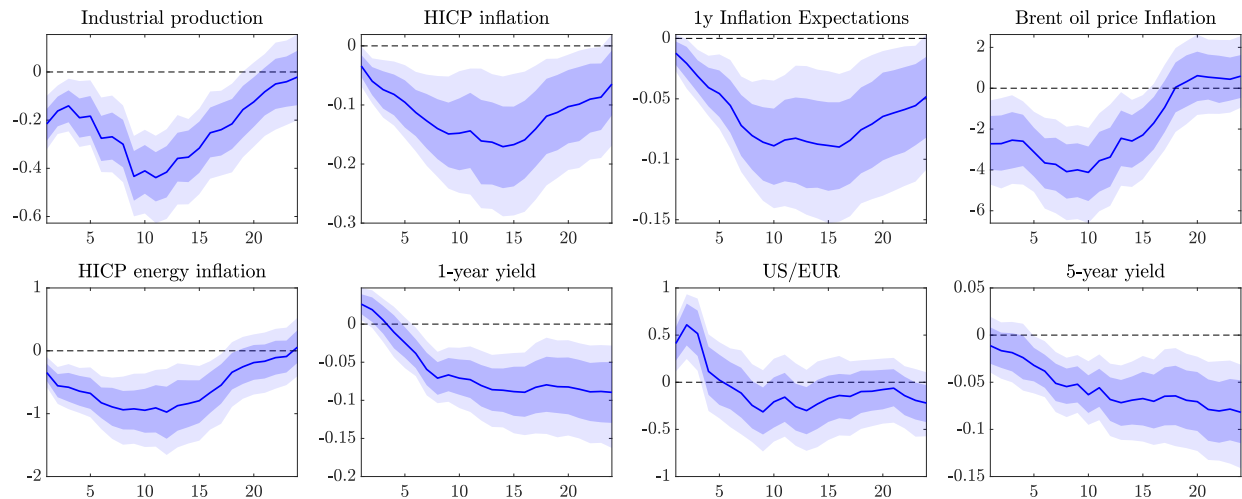 Industrial production
HICP inflation
1y Inflation Expectations
Brent oil price Inflation
0
-0.2
-0.4
-0.6
5 10 15 20
0
-0.1
-0.2
-0.3
5 10 15 20
0
-0.05
-0.1
-0.15
5 10 15 20
2
0
-2
-4
-6
5 10 15 20
HICP energy inflation
1-year yield
US/EUR
5-year yield
1
0
-1
-2
5 10 15 20
0
-0.05
-0.1
-0.15
-0.2
5 10 15 20
1
0.5
0
-0.5
-1
5 10 15 20
0.05
0
-0.05
-0.1
-0.15
5 10 15 20